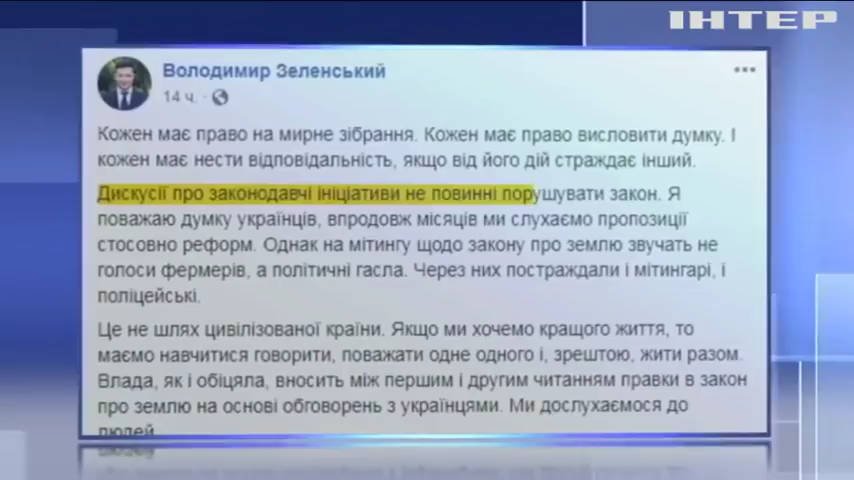 ІНТЕР
Володимир Зеленський
14 ч.
Кожен має право на мирне зібрання. Кожен має право висловити думку. І
кожен має нести відповідальність, якщо від його дій страждає інший.
Дискусії про законодавчі ініціативи не повинні порушувати закон. Я
поважаю думку українців, впродовж місяців ми слухаємо пропозиції
стосовно реформ. Однак на мітингу щодо закону про землю звучать не
голоси фермерів, а політичні гасла. Через них постраждали і мітингарі, і
поліцейські.
Це не шлях цивілізованої країни. Якщо ми хочемо кращого життя, то
маємо навчитися говорити, поважати одне одного і, зрештою, жити разом.
Влада, як і обіцяла, вносить між першим і другим читанням правки в закон
про землю на основі обговорень з українцями. Ми дослухаємося до
людей